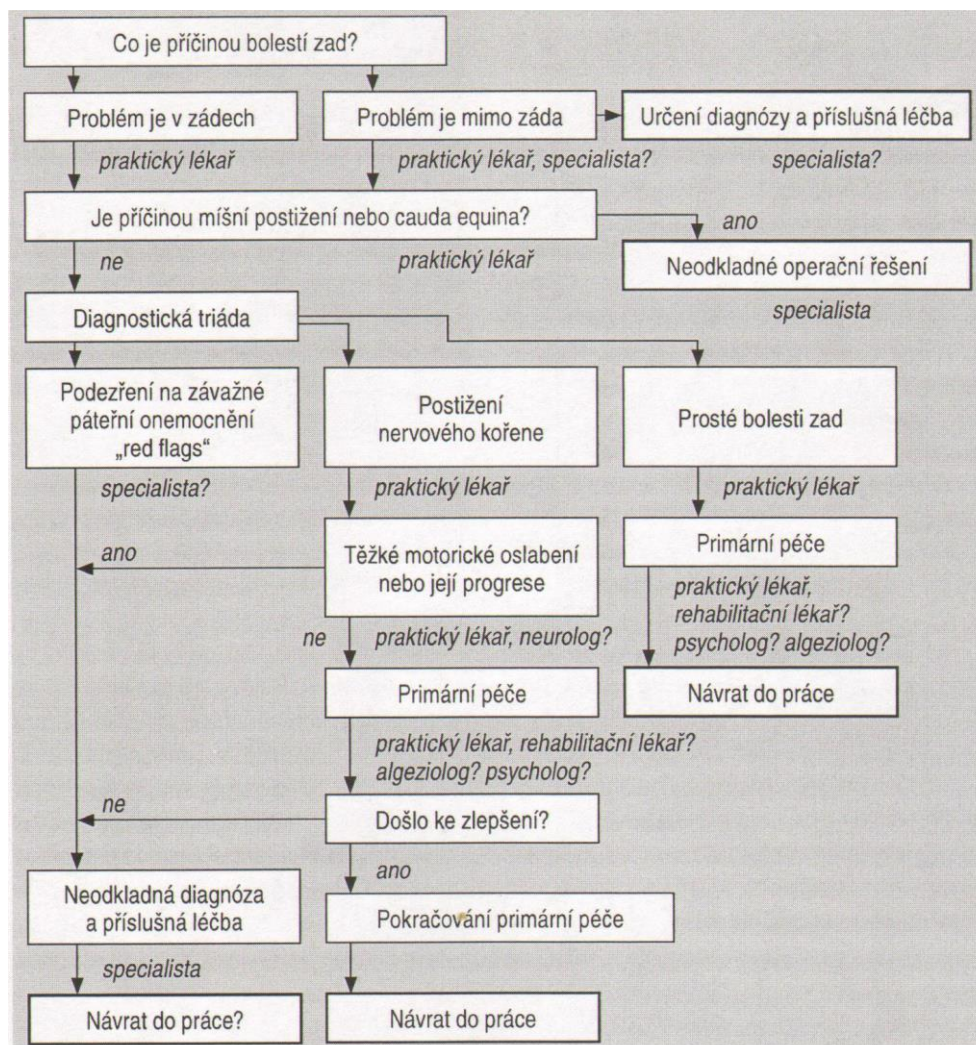 Co je příčinou bolestí zad?
Problém je v zádech
Problém je mimo záda
Určení diagnózy a příslušná léčba
praktický lékař
praktický lékař, specialista?
specialista?
Je příčinou míšní postižení nebo cauda equina?
ano
ne
praktický lékař
Neodkladné operační řešení
specialista
Diagnostická triáda
Podezření na závažné
páteřní onemocnění
„red flags“
Postižení
nervového kořene
Prosté bolesti zad
specialista?
praktický lékař
praktický lékař
ano
Těžké motorické oslabení
nebo její progrese
Primární péče
praktický lékař,
rehabilitační lékař?
psycholog? algeziolog?
ne
praktický lékař, neurolog?
Primární péče
Návrat do práce
praktický lékař, rehabilitační lékař?
algeziolog? psycholog?
ne
Došlo ke zlepšení?
ano
Neodkladná diagnóza
a příslušná léčba
Pokračování primární péče
specialista
Návrat do práce?
Návrat do práce